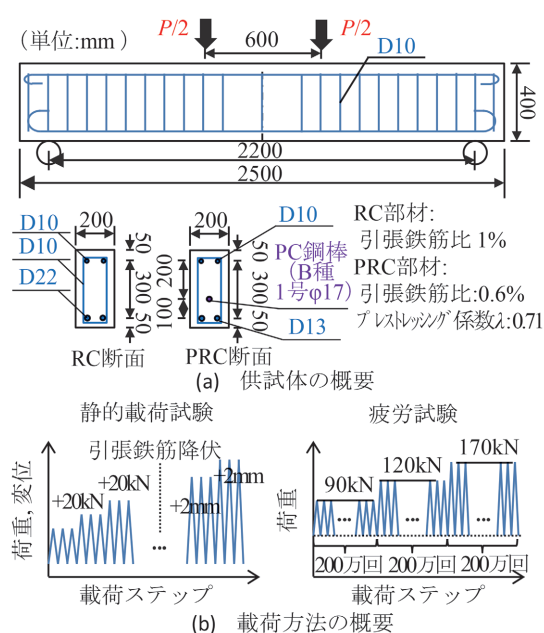 (単位:mm)
P/2
P/2
600
D10
400
2200
2500
200
200
D10
D10
D22
50
300
50
200
100
50
300
50
D10
PC鋼棒
(B種
1号φ17)
D13
RC断面
PRC断面
RC部材:
引張鉄筋比 1%
PRC部材:
引張鉄筋比:0.6%
プレストレッシング係数λ:0.71
(a) 供試体の概要
静的載荷試験
荷重, 変位
+20kN
+20kN
引張鉄筋降伏
...
+2mm
+2mm
載荷ステップ
疲労試験
荷重
90kN
120kN
170kN
...
...
...
200万回
200万回
200万回
載荷ステップ
(b) 載荷方法の概要